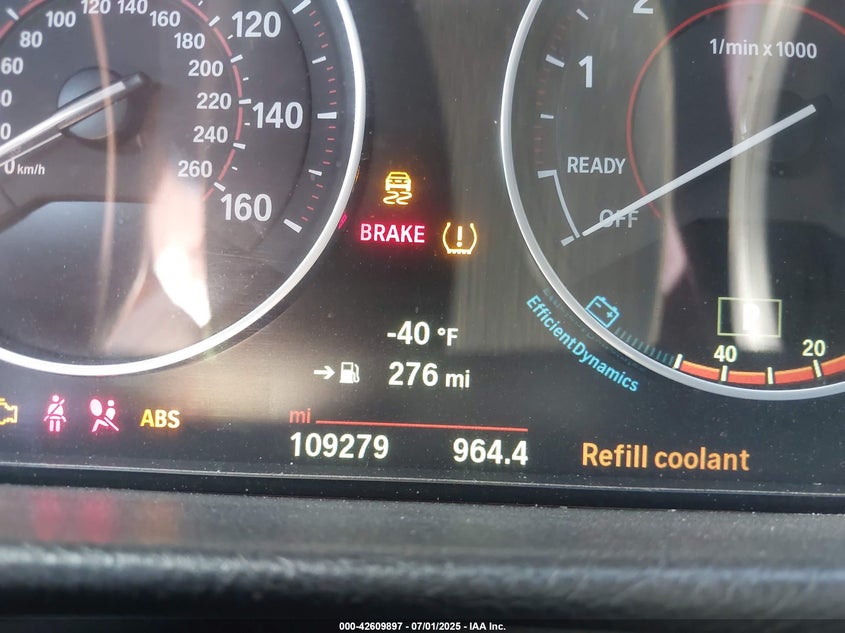 120 140
100 160
80 180
60 200
220
0 240
0 km/h 260
120
140
160
2
1/min x 1000
1
READY
OFF
BRAKE
-40 °F
276 mi
mi
109279 964.4
ABS
EfficientDynamics
40 20
Refill coolant
000-42609897 - 07/01/2025 - IAA Inc.